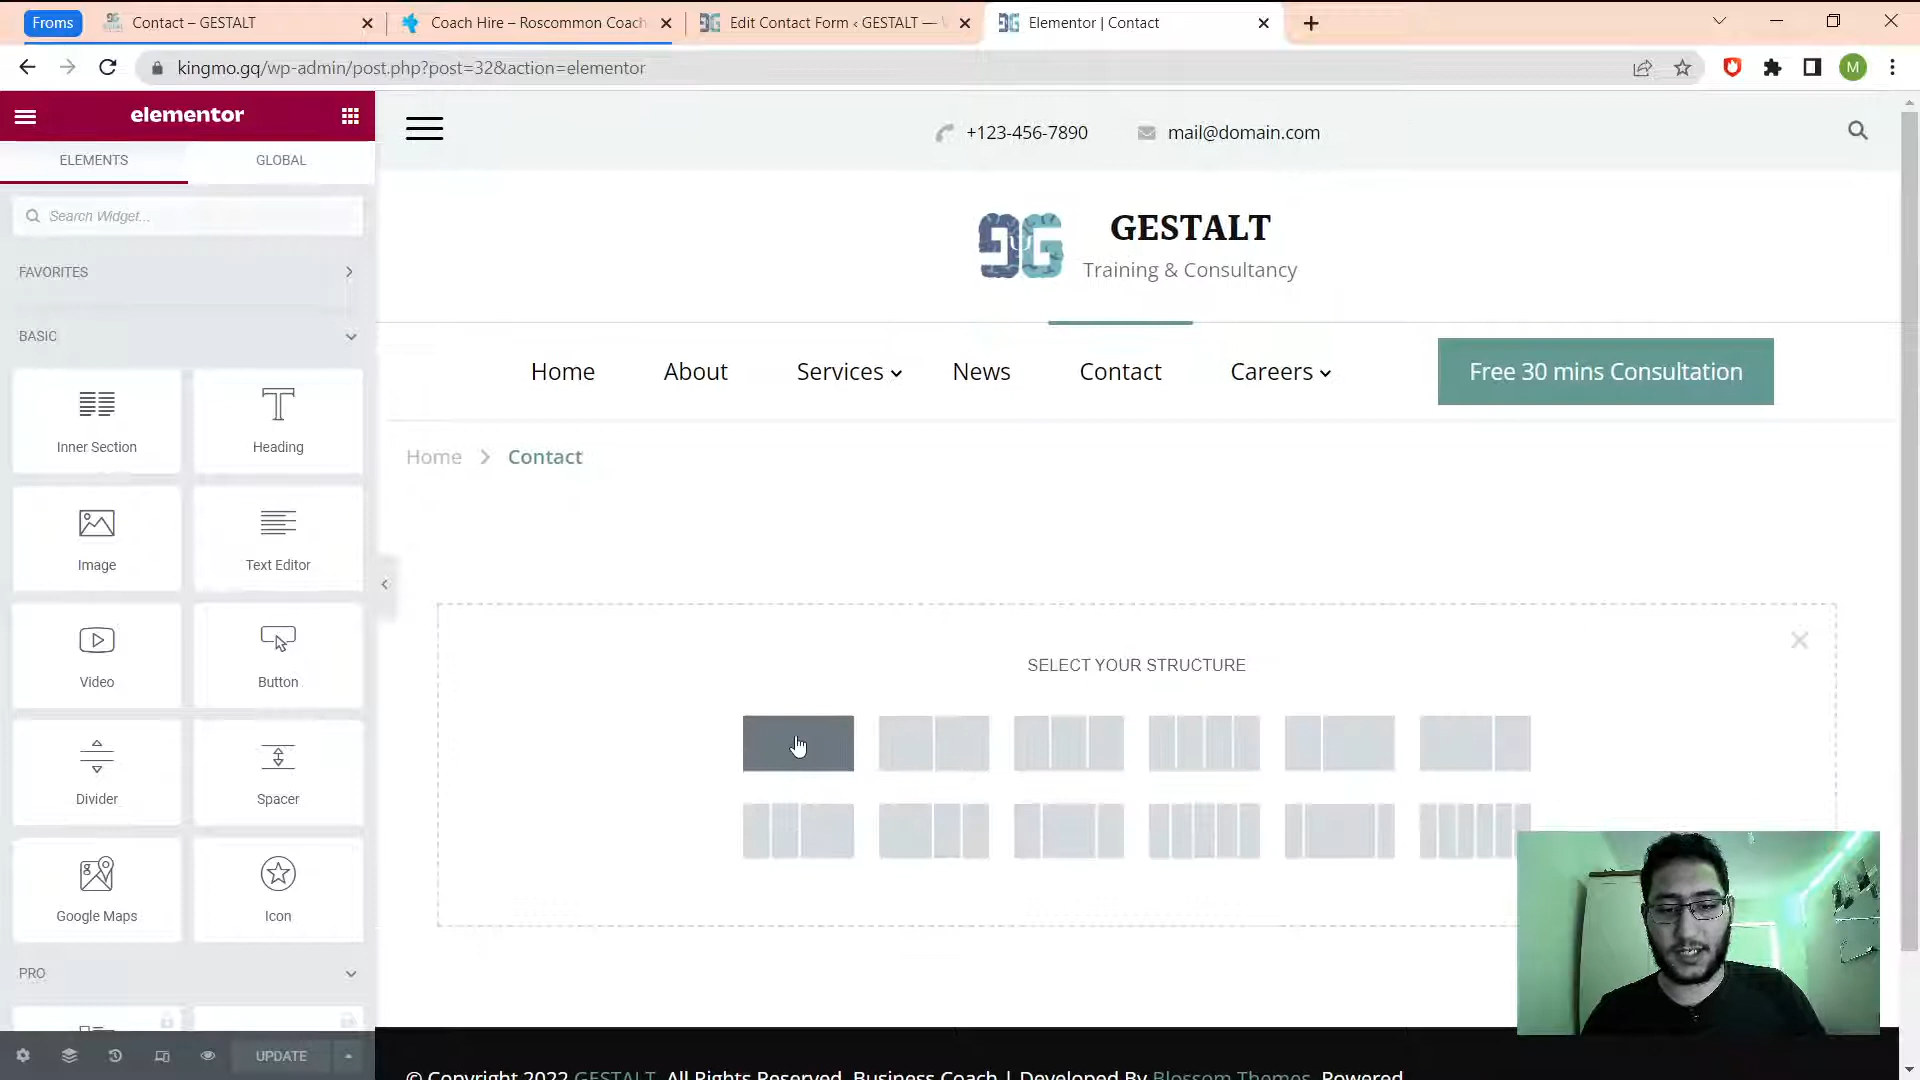 Froms
Contact – GESTALT
Coach Hire – Roscommon Coach
Edit Contact Form ‹ GESTALT —
Elementor | Contact
kingmo.gq/wp-admin/post.php?post=32&action=elementor
M
elementor
ELEMENTS
GLOBAL
Search Widget...
FAVORITES
BASIC
Inner Section
Heading
Image
Text Editor
Video
Button
Divider
Spacer
Google Maps
Icon
PRO
UPDATE
+123-456-7890
mail@domain.com
GESTALT
Training & Consultancy
Home
About
Services
News
Contact
Careers
Free 30 mins Consultation
Home
Contact
SELECT YOUR STRUCTURE
© Copyright 2022 GESTALT. All Rights Reserved. Business Coach | Developed By Blossom Themes. Powered